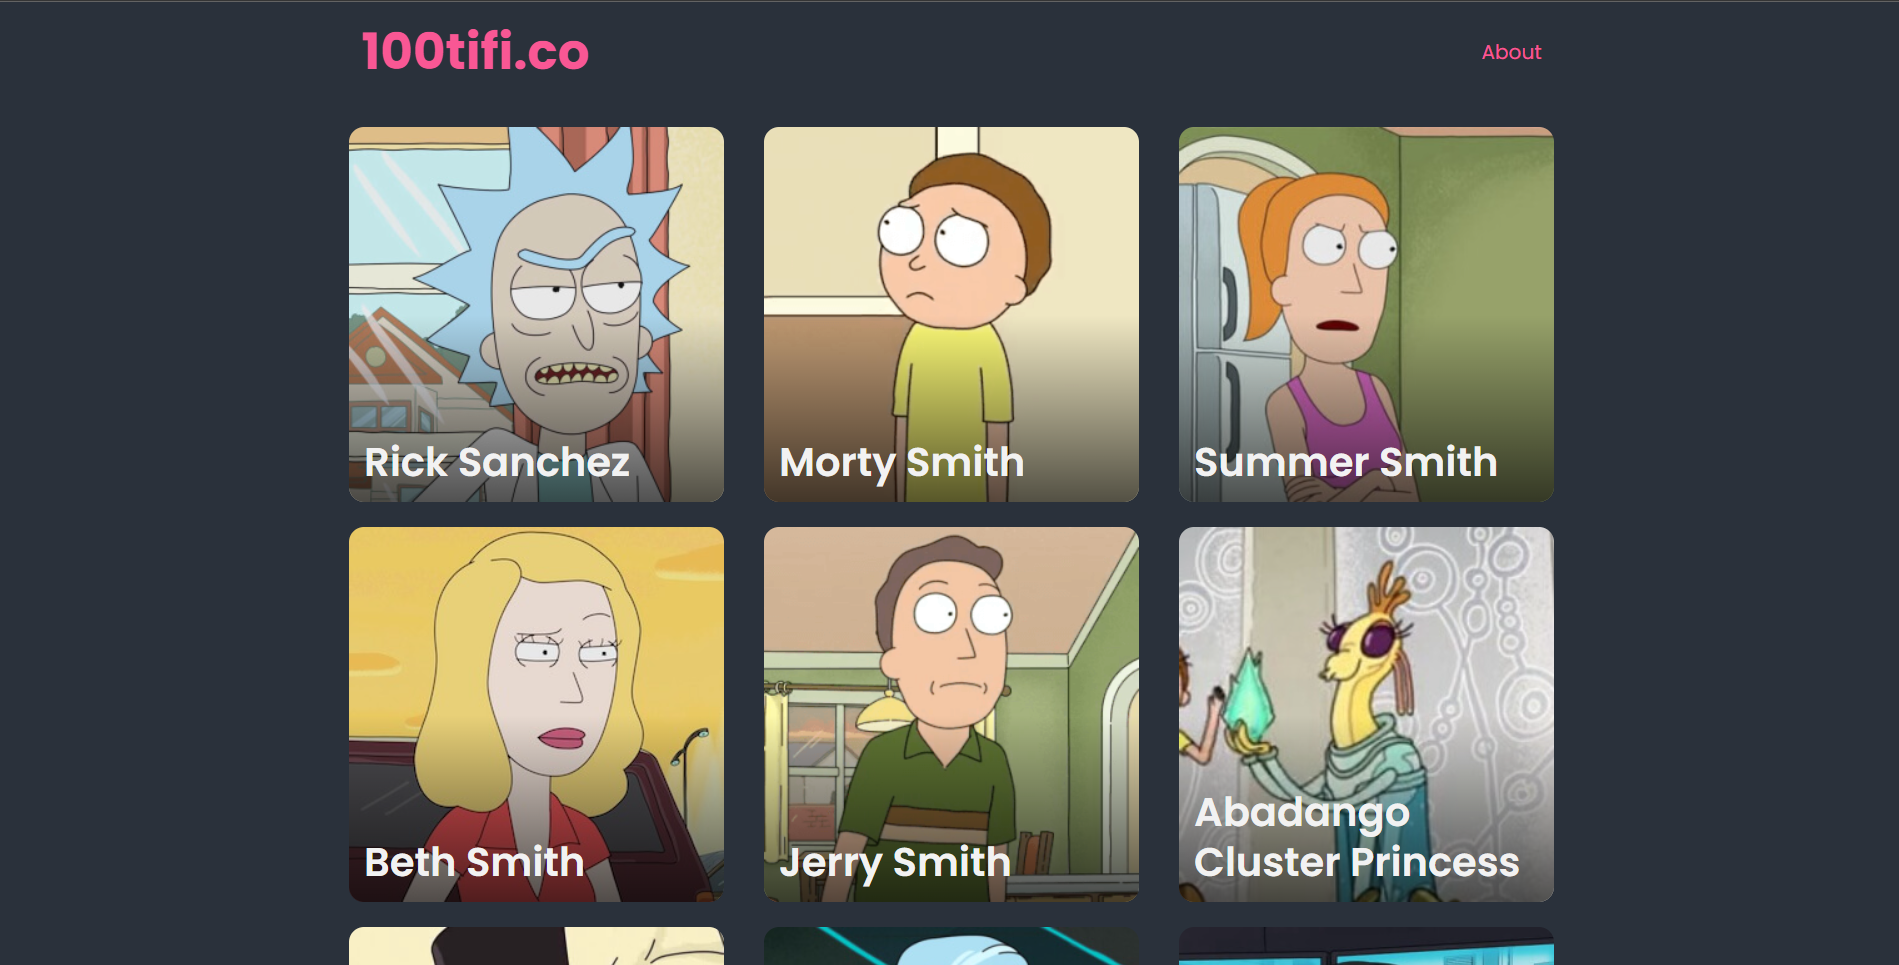 100tifi.co
About
Rick Sanchez
Morty Smith
Summer Smith
Beth Smith
Jerry Smith
Abadango
Cluster Princess